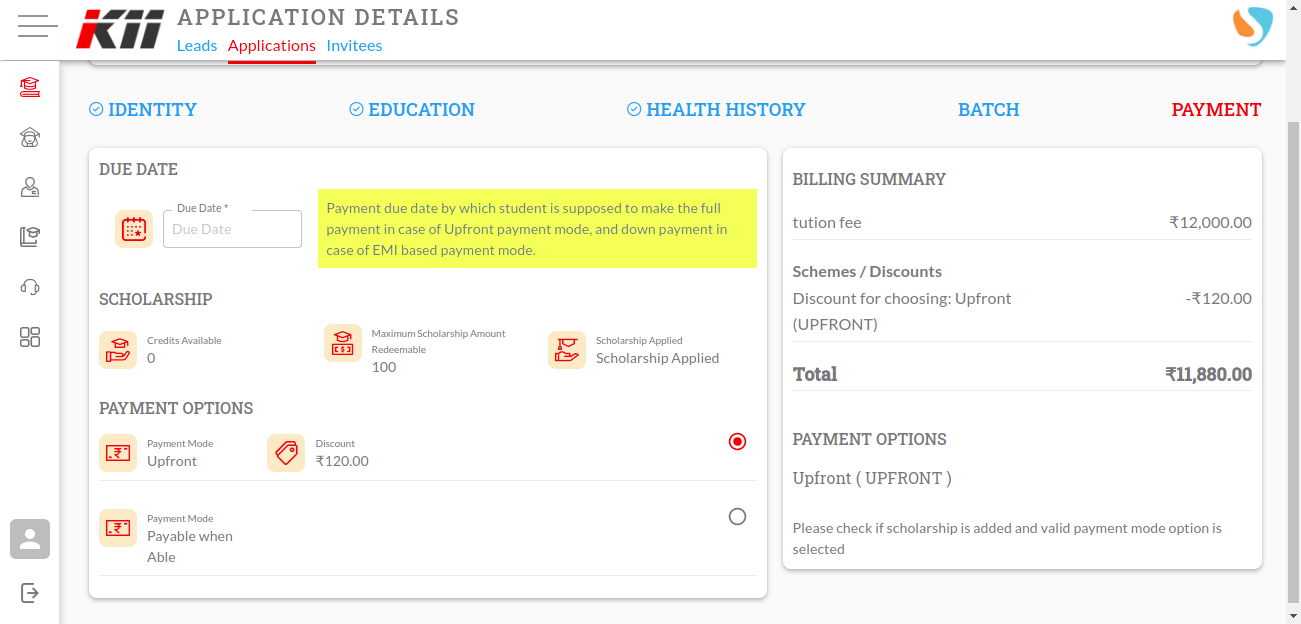 KII
APPLICATION DETAILS
Leads Applications Invitees
IDENTITY EDUCATION HEALTH HISTORY BATCH PAYMENT
DUE DATE
Due Date *
Due Date
Payment due date by which student is supposed to make the full
payment in case of Upfront payment mode, and down payment in
case of EMI based payment mode.
SCHOLARSHIP
Credits Available
0
Maximum Scholarship Amount
Redeemable
100
Scholarship Applied
Scholarship Applied
PAYMENT OPTIONS
Payment Mode
Upfront
Discount
₹120.00
Payment Mode
Payable when
Able
BILLING SUMMARY
tution fee ₹12,000.00
Schemes / Discounts
Discount for choosing: Upfront -₹120.00
(UPFRONT)
Total ₹11,880.00
PAYMENT OPTIONS
Upfront ( UPFRONT )
Please check if scholarship is added and valid payment mode option is
selected